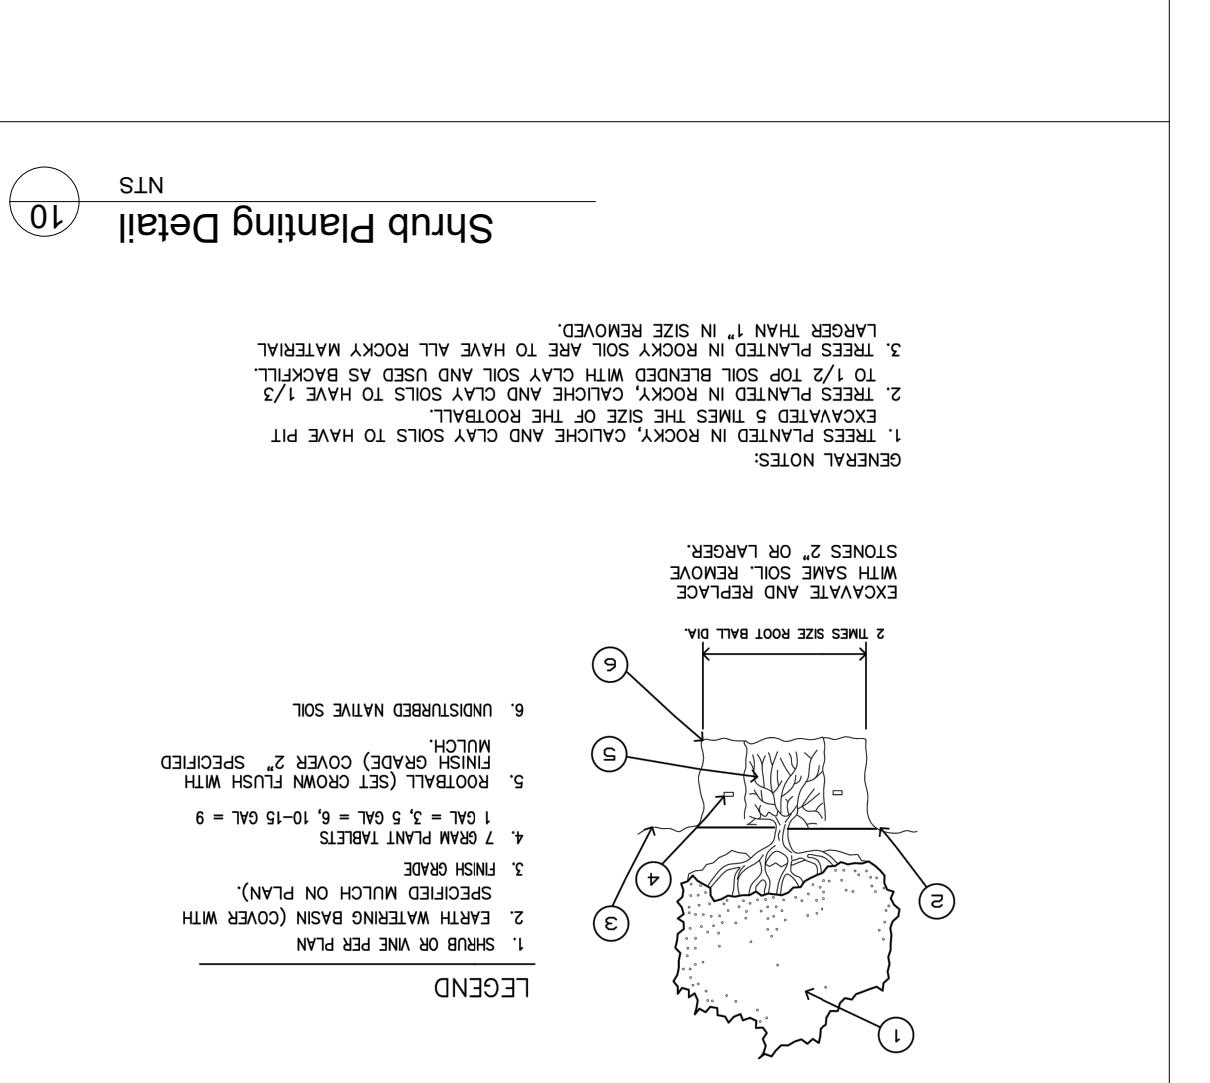 LEGEND
1. SHRUB OR VINE PER PLAN
2. EARTH WATERING BASIN (COVER WITH
SPECIFIED MULCH ON PLAN).
3. FINISH GRADE
4. 7 GRAM PLANT TABLETS
1 GAL = 3, 5 GAL = 6, 10-15 GAL = 9
5. ROOTBALL (SET CROWN FLUSH WITH
FINISH GRADE) COVER 2" SPECIFIED
MULCH.
6. UNDISTURBED NATIVE SOIL
1
2
3
4
5
6
2 TIMES SIZE ROOT BALL DIA.
EXCAVATE AND REPLACE
WITH SAME SOIL. REMOVE
STONES 2" OR LARGER.
GENERAL NOTES:
1. TREES PLANTED IN ROCKY, CALICHE AND CLAY SOILS TO HAVE PIT
EXCAVATED 5 TIMES THE SIZE OF THE ROOTBALL.
2. TREES PLANTED IN ROCKY, CALICHE AND CLAY SOILS TO HAVE 1/3
TO 1/2 TOP SOIL BLENDED WITH CLAY SOIL AND USED AS BACKFILL.
3. TREES PLANTED IN ROCKY SOIL ARE TO HAVE ALL ROCKY MATERIAL
LARGER THAN 1" IN SIZE REMOVED.
Shrub Planting Detail
10
NTS